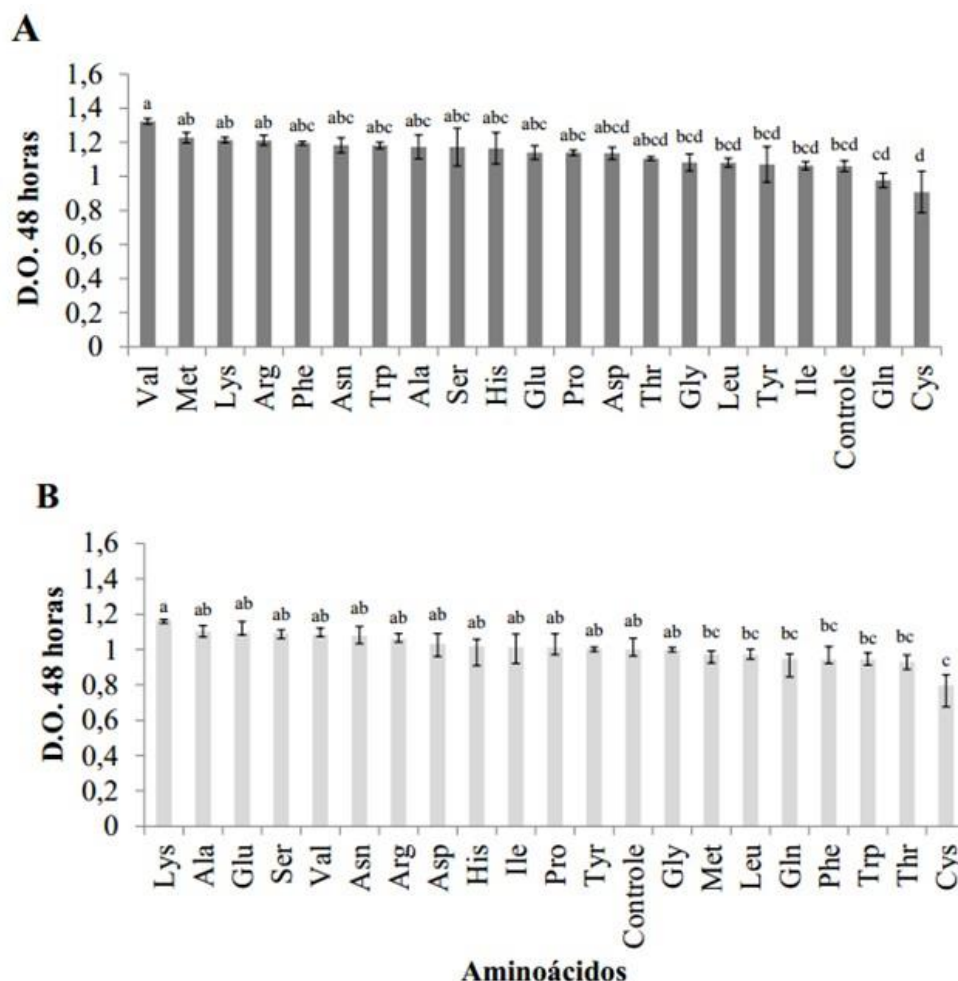 A
D.O. 48 horas
1,6
1,4
1,2
1
0,8
0,6
0,4
0,2
0
a ab ab ab abc abc abc abc abc abc abc abc abcd abcd bcd bcd bcd bcd bcd cd d
Val Met Lys Arg Phe Asn Trp Ala Ser His Glu Pro Asp Thr Gly Leu Tyr Ile Controle Gln Cys
B
D.O. 48 horas
1,6
1,4
1,2
1
0,8
0,6
0,4
0,2
0
a ab ab ab ab ab ab ab ab ab ab ab ab ab bc bc bc bc bc bc c
Lys Ala Glu Ser Val Asn Arg Asp His Ile Pro Tyr Controle Gly Met Leu Gln Phe Trp Thr Cys
Aminoácidos